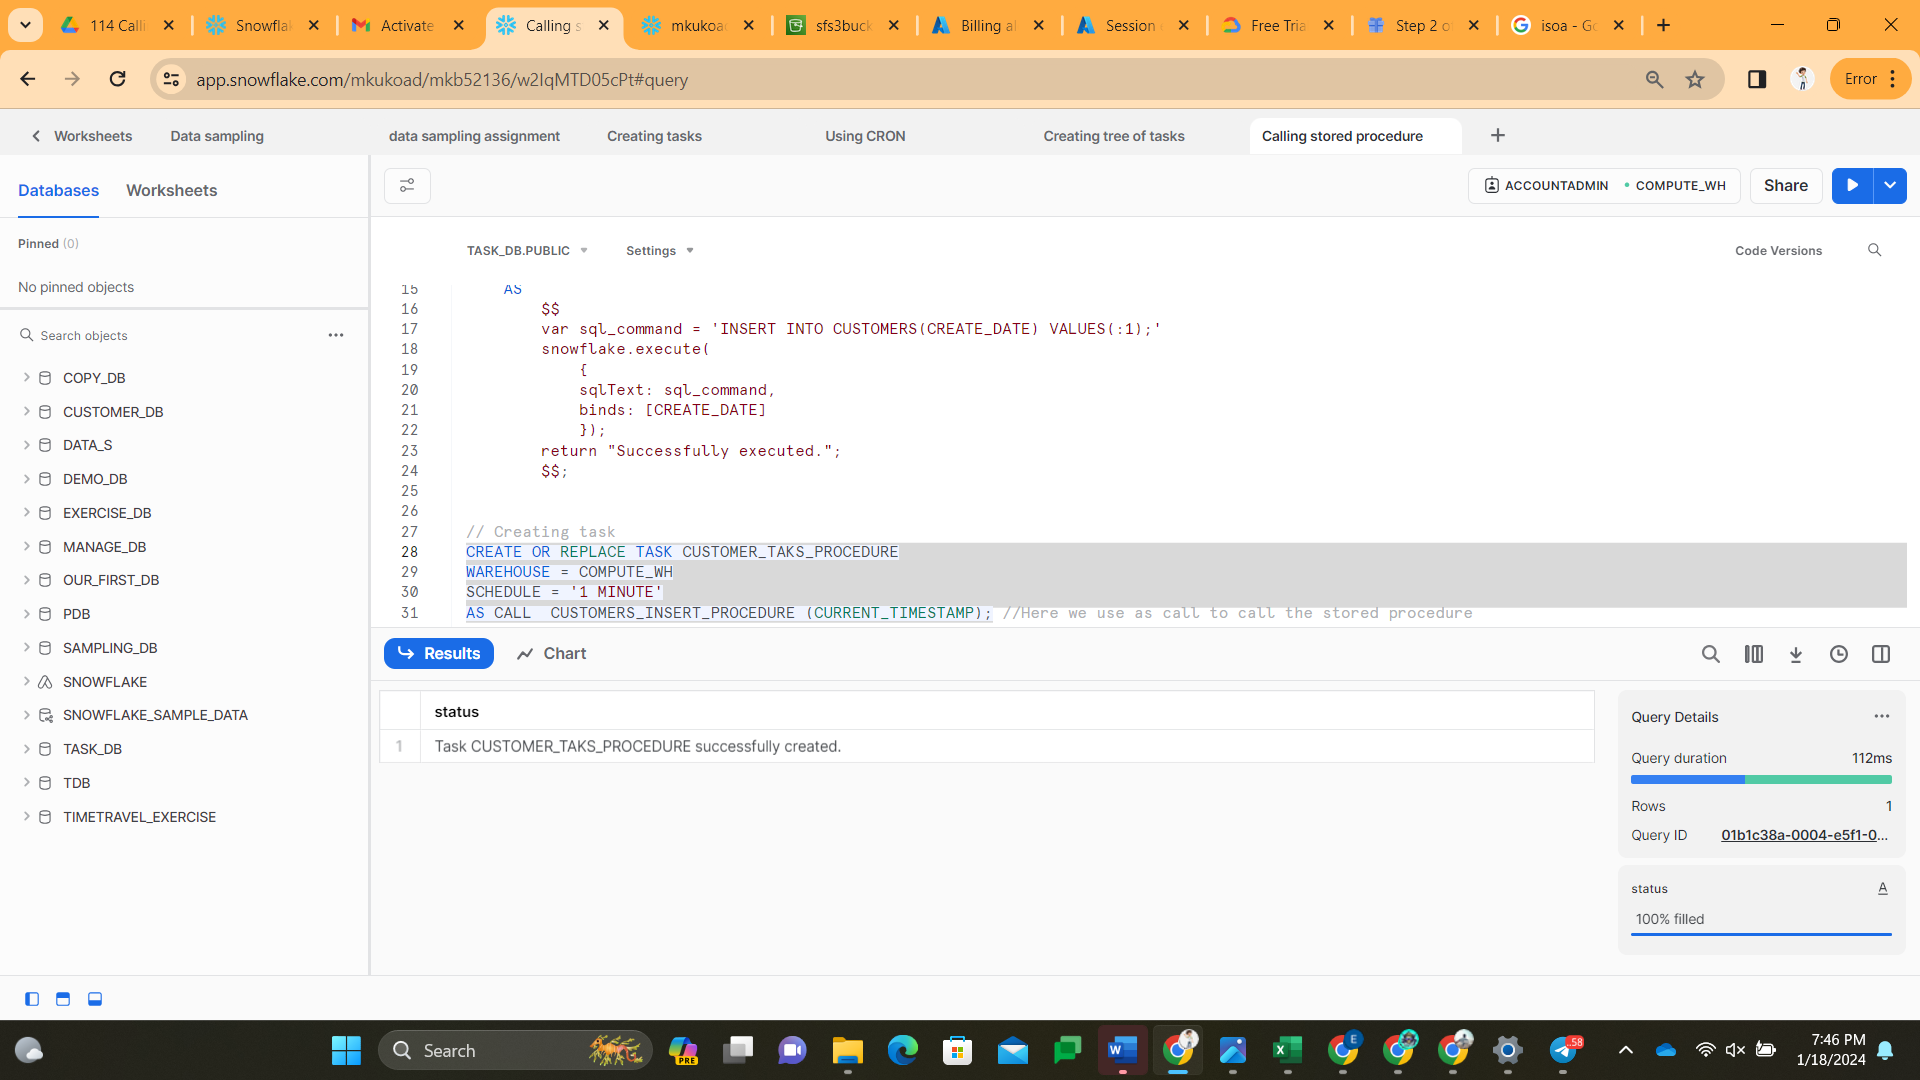 114 Calli
Snowflak
Activate
Calling s
mkukoad
sfs3buck
Billing al
Session
Free Tria
Step 2 o
isoa - Go
app.snowflake.com/mkukoad/mkb52136/w2IqMTD05cPt#query
Error
Worksheets
Data sampling
data sampling assignment
Creating tasks
Using CRON
Creating tree of tasks
Calling stored procedure
Databases
Worksheets
ACCOUNTADMIN
COMPUTE_WH
Share
Pinned (0)
No pinned objects
TASK_DB.PUBLIC
Settings
Code Versions
Search objects
COPY_DB
CUSTOMER_DB
DATA_S
DEMO_DB
EXERCISE_DB
MANAGE_DB
OUR_FIRST_DB
PDB
SAMPLING_DB
SNOWFLAKE
SNOWFLAKE_SAMPLE_DATA
TASK_DB
TDB
TIMETRAVEL_EXERCISE
15 AS
16 $$
17 var sql_command = 'INSERT INTO CUSTOMERS(CREATE_DATE) VALUES(:1);'
18 snowflake.execute(
19 {
20 sqlText: sql_command,
21 binds: [CREATE_DATE]
22 });
23 return "Successfully executed.";
24 $$;
25
26
27 // Creating task
28 CREATE OR REPLACE TASK CUSTOMER_TAKS_PROCEDURE
29 WAREHOUSE = COMPUTE_WH
30 SCHEDULE = '1 MINUTE'
31 AS CALL  CUSTOMERS_INSERT_PROCEDURE (CURRENT_TIMESTAMP); //Here we use as call to call the stored procedure
Results
Chart
status
1 Task CUSTOMER_TAKS_PROCEDURE successfully created.
Query Details
Query duration 112ms
Rows 1
Query ID 01b1c38a-0004-e5f1-0...
status A
100% filled
Search
PRE
W
E
58
7:46 PM
1/18/2024